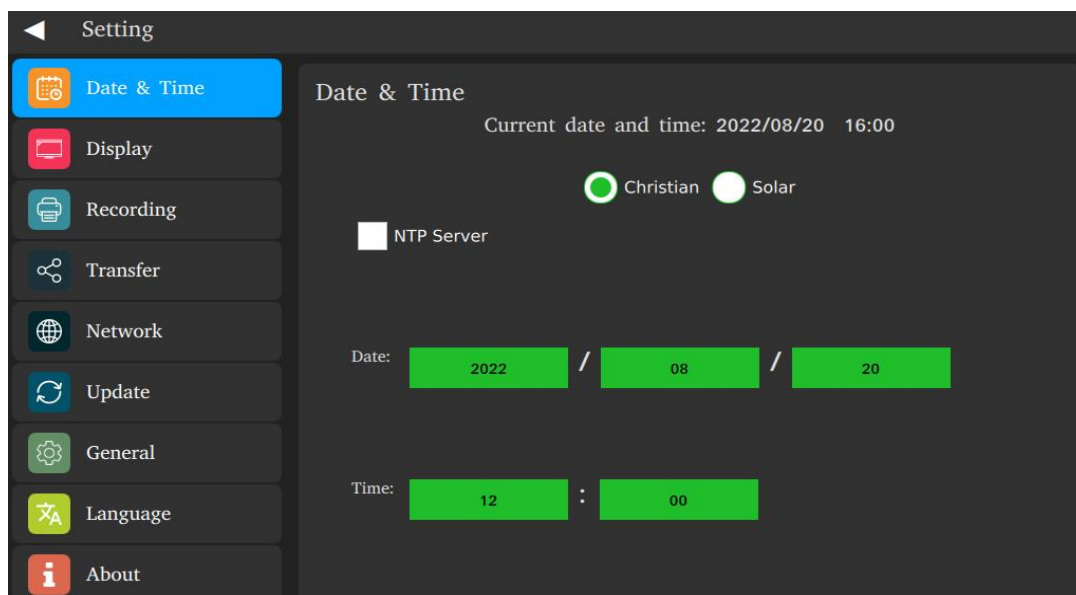 Setting
Date & Time
Display
Recording
Transfer
Network
Update
General
Language
About
Date & Time
Current date and time: 2022/08/20 16:00
Christian Solar
NTP Server
Date: 2022 / 08 / 20
Time: 12 : 00